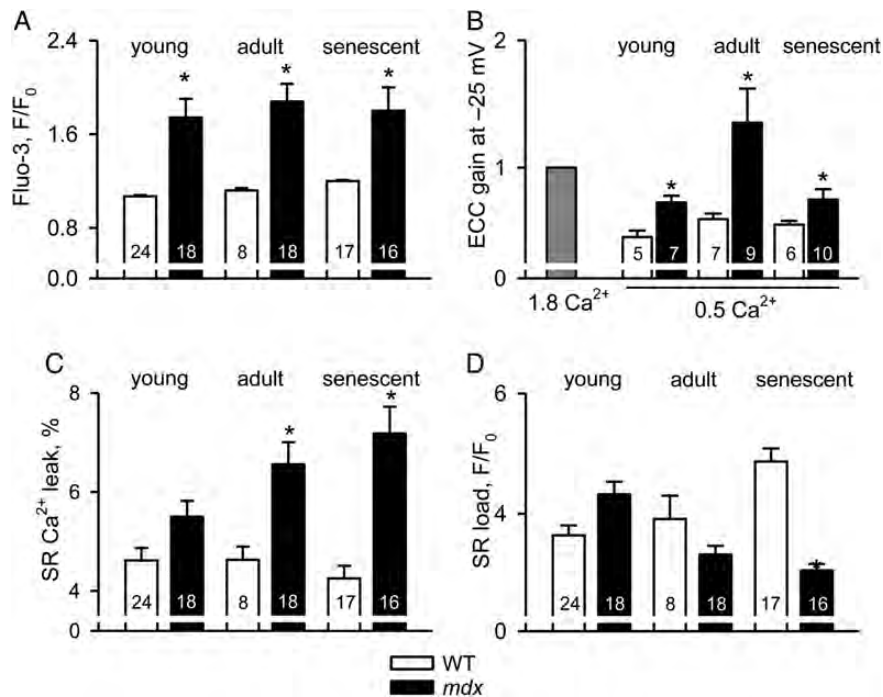 A
Fluo-3, F/F0
2.4
1.6
0.8
0.0
young adult senescent
* * *
24 18 8 18 17 16
B
ECC gain at –25 mV
2
1
0
young adult senescent
* * *
5 7 7 9 6 10
1.8 Ca2+ 0.5 Ca2+
C
SR Ca2+ leak, %
8
6
4
0
young adult senescent
* *
24 18 8 18 17 16
D
SR load, F/F0
6
4
0
young adult senescent
*
24 18 8 18 17 16
WT
mdx